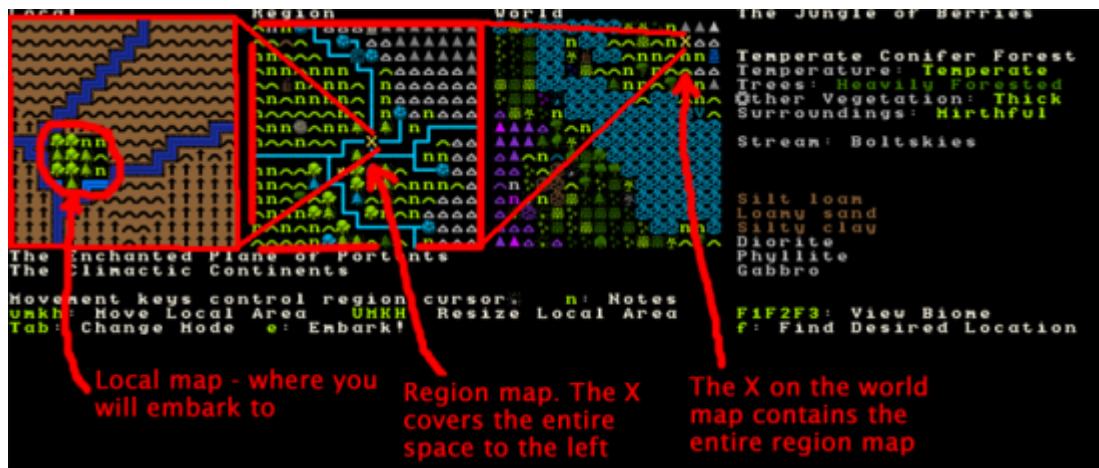 Local Region World The Jungle of Berries
Temperate Conifer Forest
Temperature: Temperate
Trees: Heavily Forested
Other Vegetation: Thick
Surroundings: Mirthful
Stream: Boltskies
Silt loam
Loamy sand
Silty clay
Diorite
Phyllite
Gabbro
The Enchanted Plane of Portents
The Climactic Continents
Movement keys control region cursor. n: Notes
umkh: Move Local Area UMKH: Resize Local Area F1F2F3: View Biome
Tab: Change Mode e: Embark! f: Find Desired Location
Local map - where you
will embark to
Region map. The X
covers the entire
space to the left
The X on the world
map contains the
entire region map